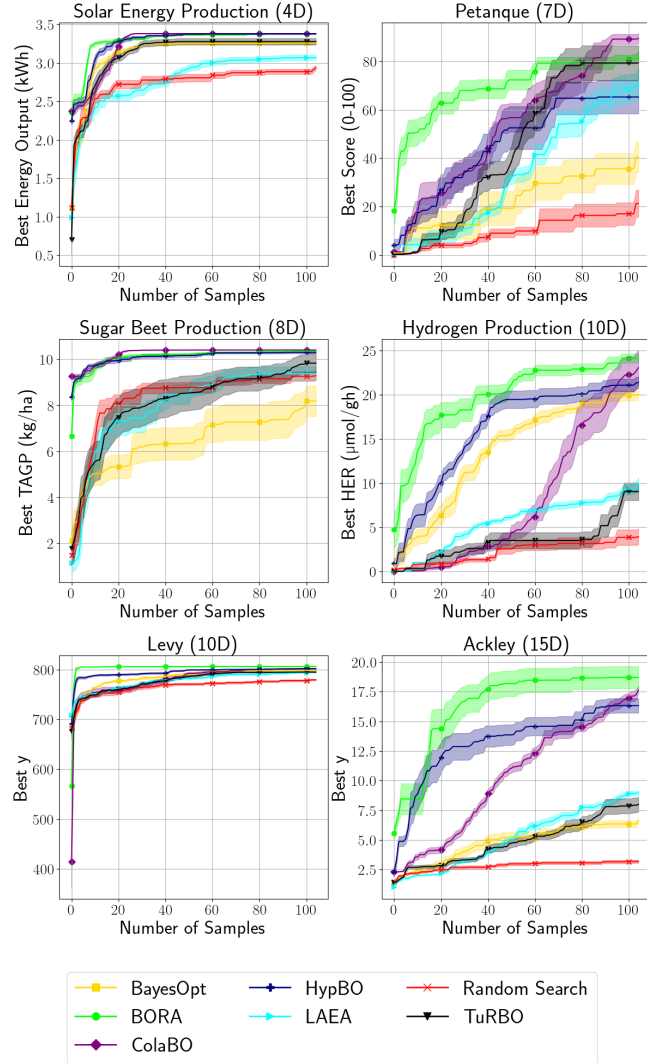 Solar Energy Production (4D)
Best Energy Output (kWh)
3.5
3.0
2.5
2.0
1.5
1.0
0.5
0 20 40 60 80 100
Number of Samples
Petanque (7D)
Best Score (0-100)
80
60
40
20
0
0 20 40 60 80 100
Number of Samples
Sugar Beet Production (8D)
Best TAGP (kg/ha)
10
8
6
4
2
0 20 40 60 80 100
Number of Samples
Hydrogen Production (10D)
Best HER (µmol/gh)
25
20
15
10
5
0
0 20 40 60 80 100
Number of Samples
Levy (10D)
Best y
800
700
600
500
400
0 20 40 60 80 100
Number of Samples
Ackley (15D)
Best y
20.0
17.5
15.0
12.5
10.0
7.5
5.0
2.5
0 20 40 60 80 100
Number of Samples
BayesOpt HypBO Random Search
BORA LAEA TuRBO
ColaBO